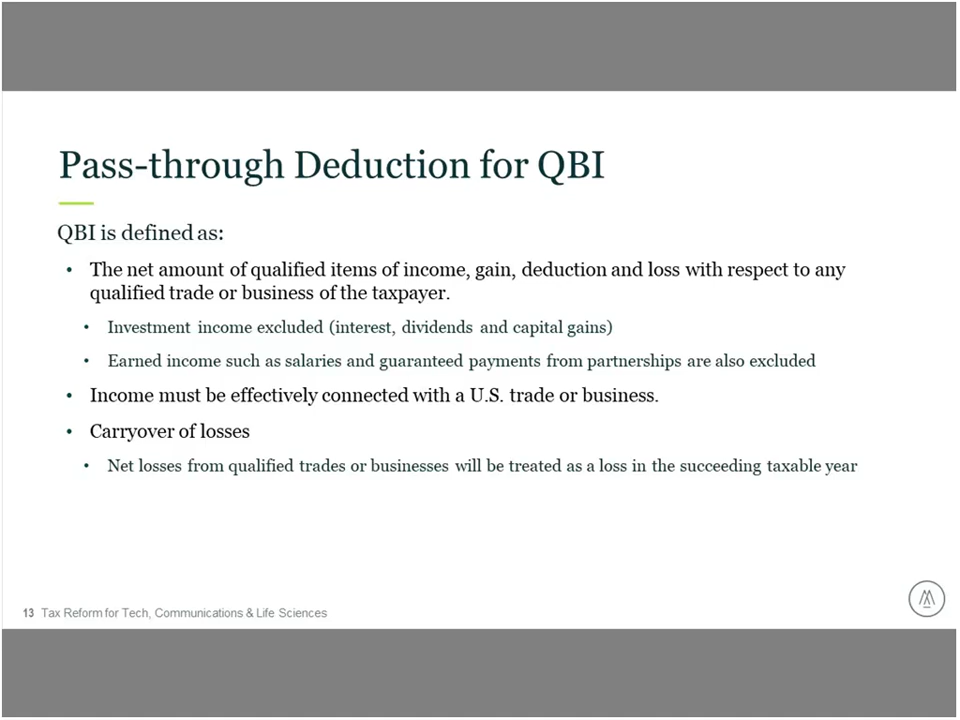 Pass-through Deduction for QBI
QBI is defined as:
• The net amount of qualified items of income, gain, deduction and loss with respect to any
qualified trade or business of the taxpayer.
• Investment income excluded (interest, dividends and capital gains)
• Earned income such as salaries and guaranteed payments from partnerships are also excluded
• Income must be effectively connected with a U.S. trade or business.
• Carryover of losses
• Net losses from qualified trades or businesses will be treated as a loss in the succeeding taxable year
13 Tax Reform for Tech, Communications & Life Sciences